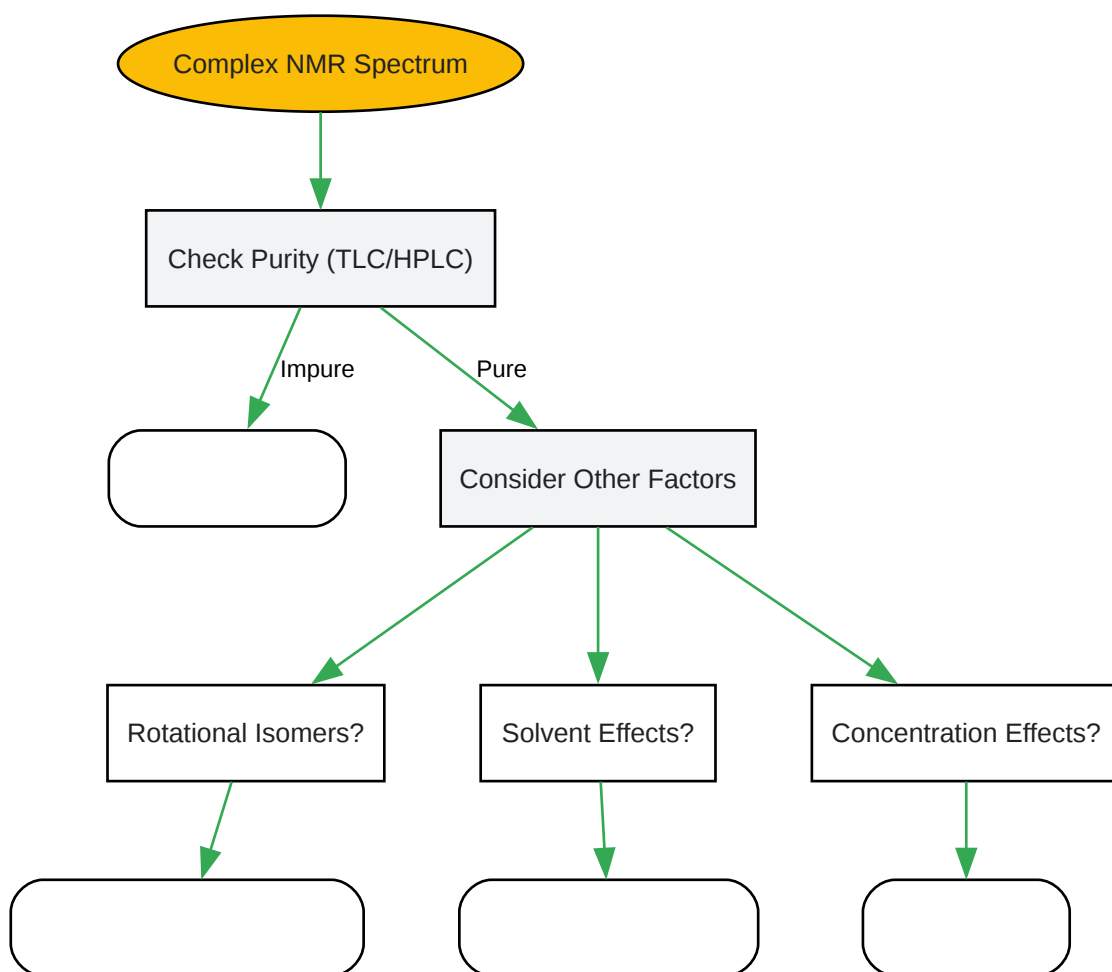 Complex NMR Spectrum
Check Purity (TLC/HPLC)
Impure
Pure
Consider Other Factors
Rotational Isomers?
Solvent Effects?
Concentration Effects?